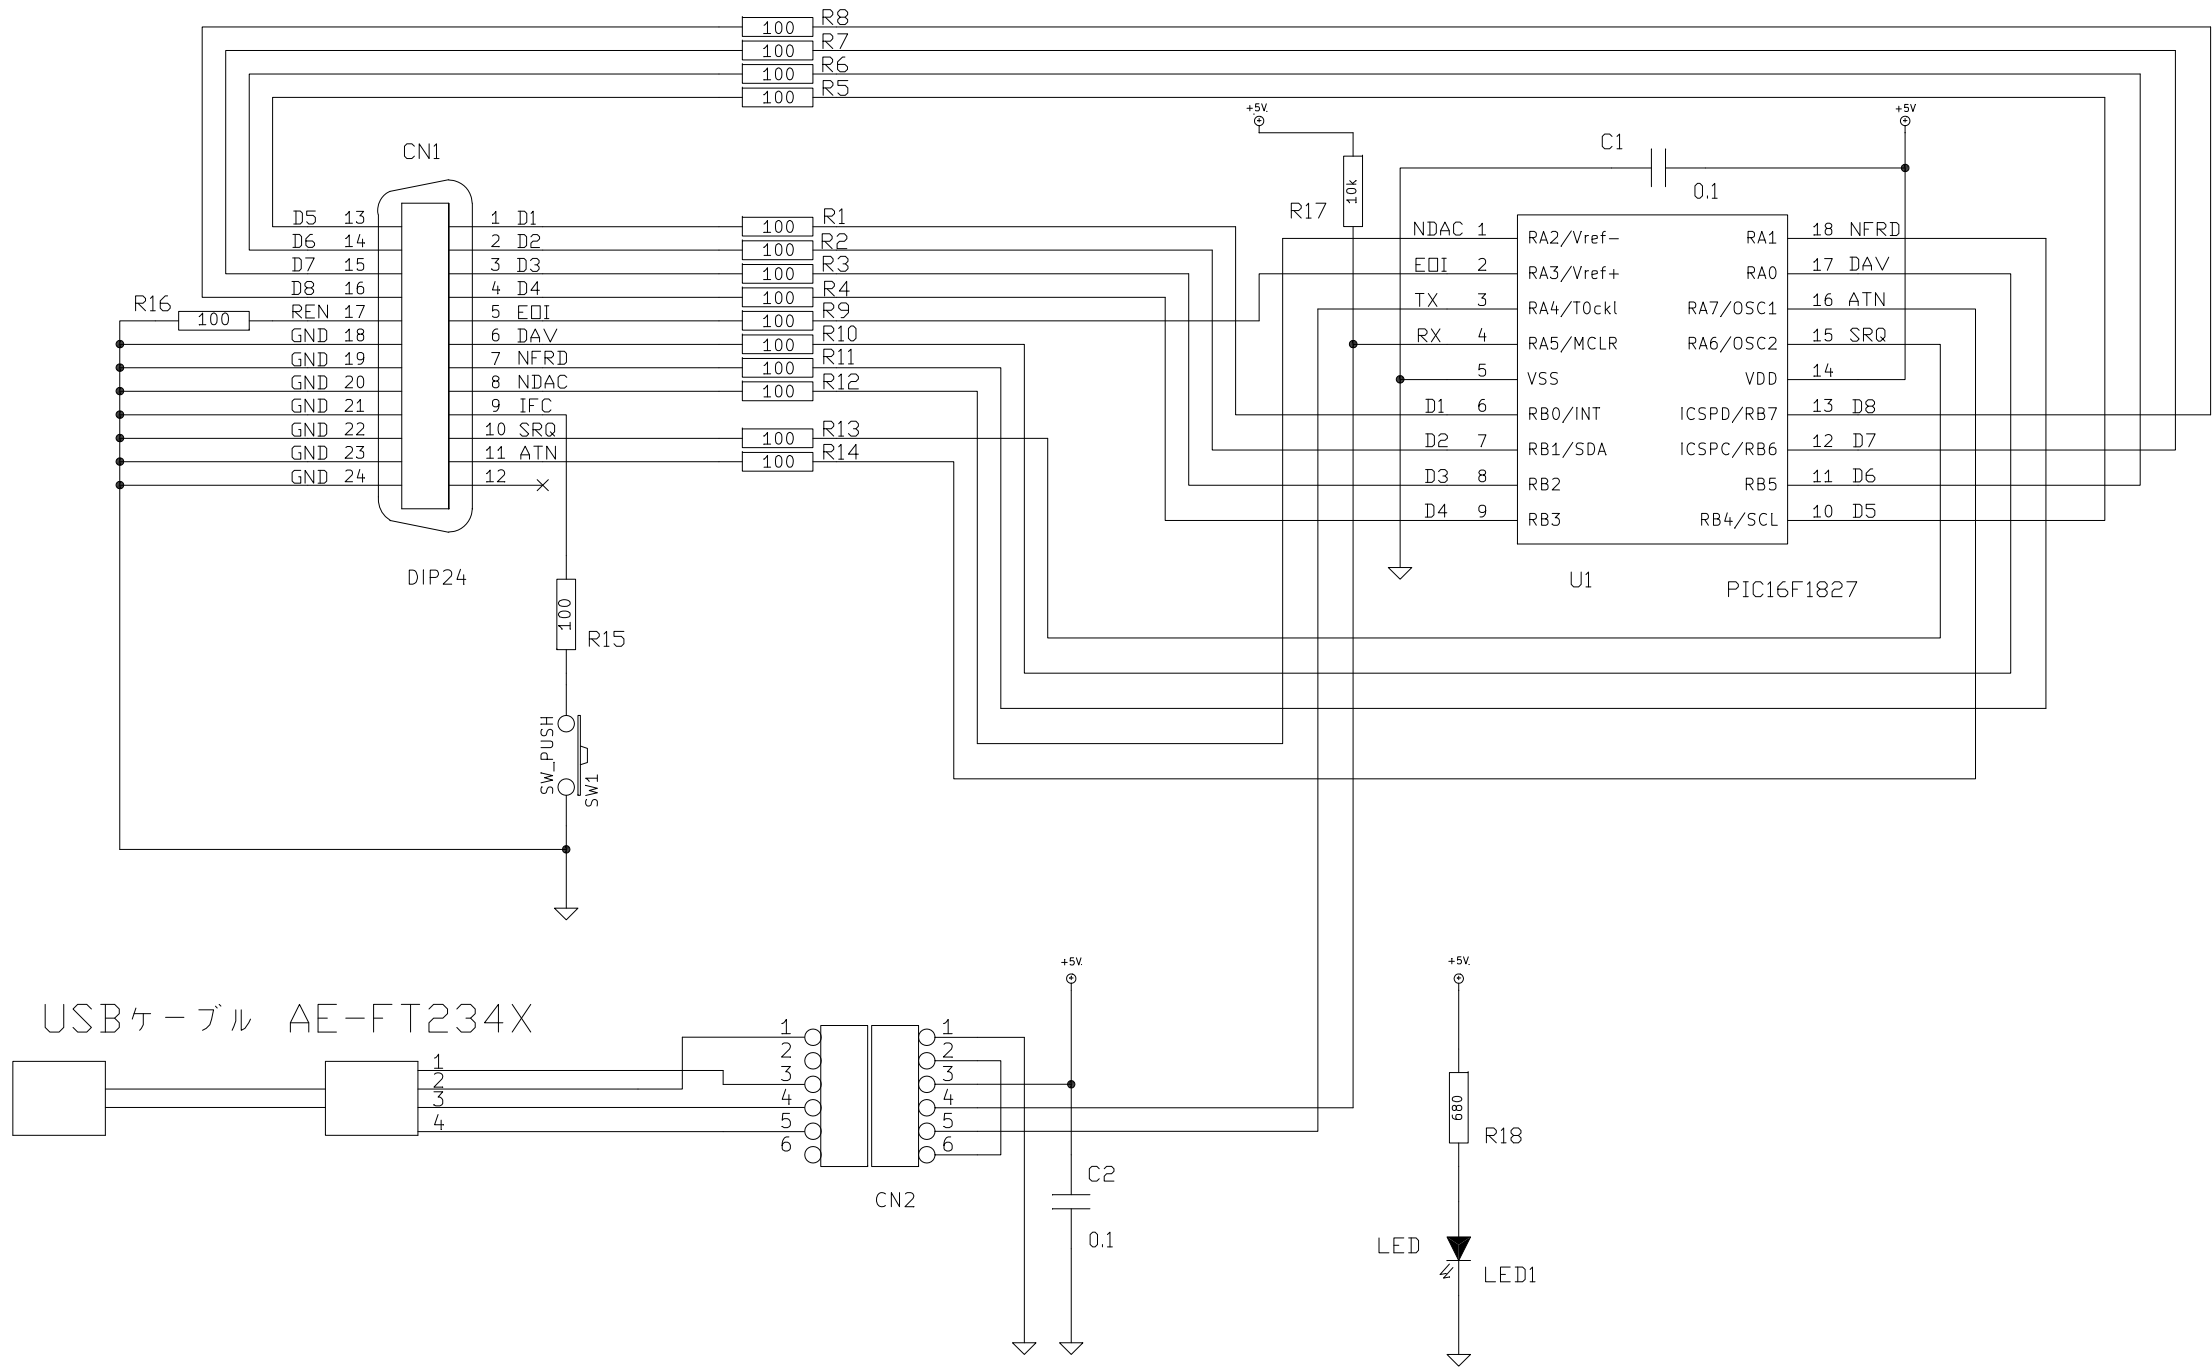 100 R8
100 R7
100 R6
100 R5
+5V.
+5V
C1
0.1
CN1
10k
R17
D5 13
D6 14
D7 15
D8 16
REN 17
GND 18
GND 19
GND 20
GND 21
GND 22
GND 23
GND 24
R16
100
1 D1
2 D2
3 D3
4 D4
5 EOI
6 DAV
7 NFRD
8 NDAC
9 IFC
10 SRQ
11 ATN
12
100 R1
100 R2
100 R3
100 R4
100 R9
100 R10
100 R11
100 R12
100 R13
100 R14
DIP24
100
R15
SW_PUSH
SW1
NDAC 1 RA2/Vref-
EOI 2 RA3/Vref+
TX 3 RA4/T0ckl
RX 4 RA5/MCLR
5 VSS
D1 6 RB0/INT
D2 7 RB1/SDA
D3 8 RB2
D4 9 RB3
RA1 18 NFRD
RA0 17 DAV
RA7/OSC1 16 ATN
RA6/OSC2 15 SRQ
VDD 14
ICSPD/RB7 13 D8
ICSPC/RB6 12 D7
RB5 11 D6
RB4/SCL 10 D5
U1
PIC16F1827
USBケーブル AE-FT234X
1
2
3
4
1
2
3
4
5
6
1
2
3
4
5
6
CN2
+5V.
C2
0.1
+5V.
680
R18
LED
LED1